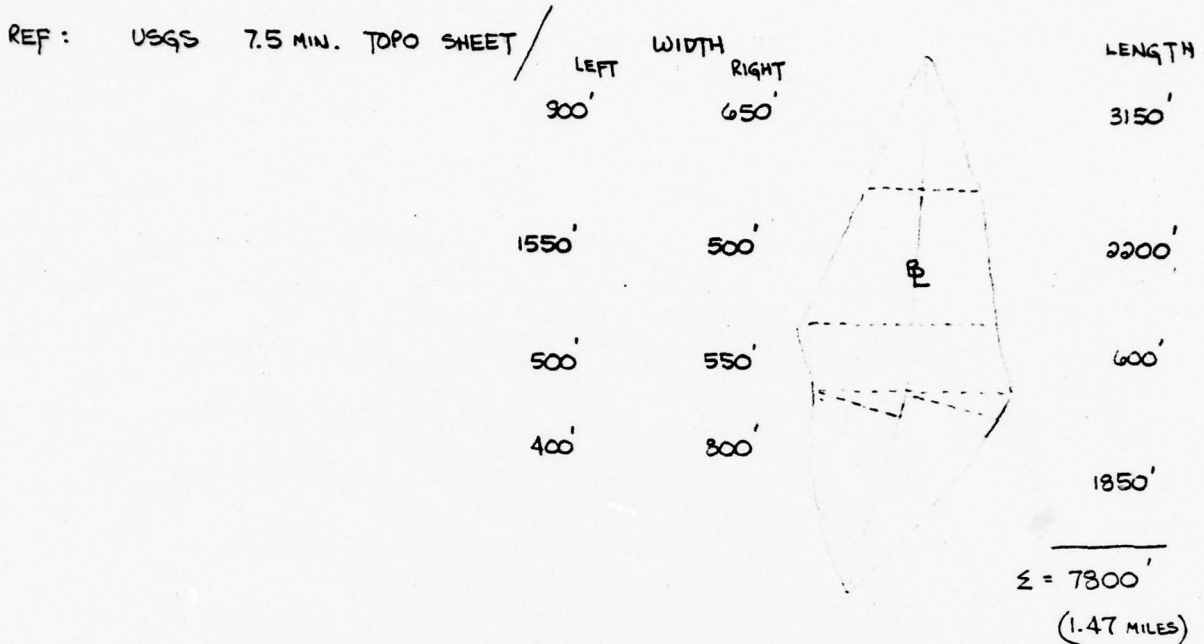 REF: USGS 7.5 MIN. TOPO SHEET /
WIDTH
LENGTH
LEFT RIGHT
900' 650' 3150'
1550' 500' 2200'
BL
500' 550' 600'
400' 800'
1850'
Σ = 7800'
(1.47 MILES)